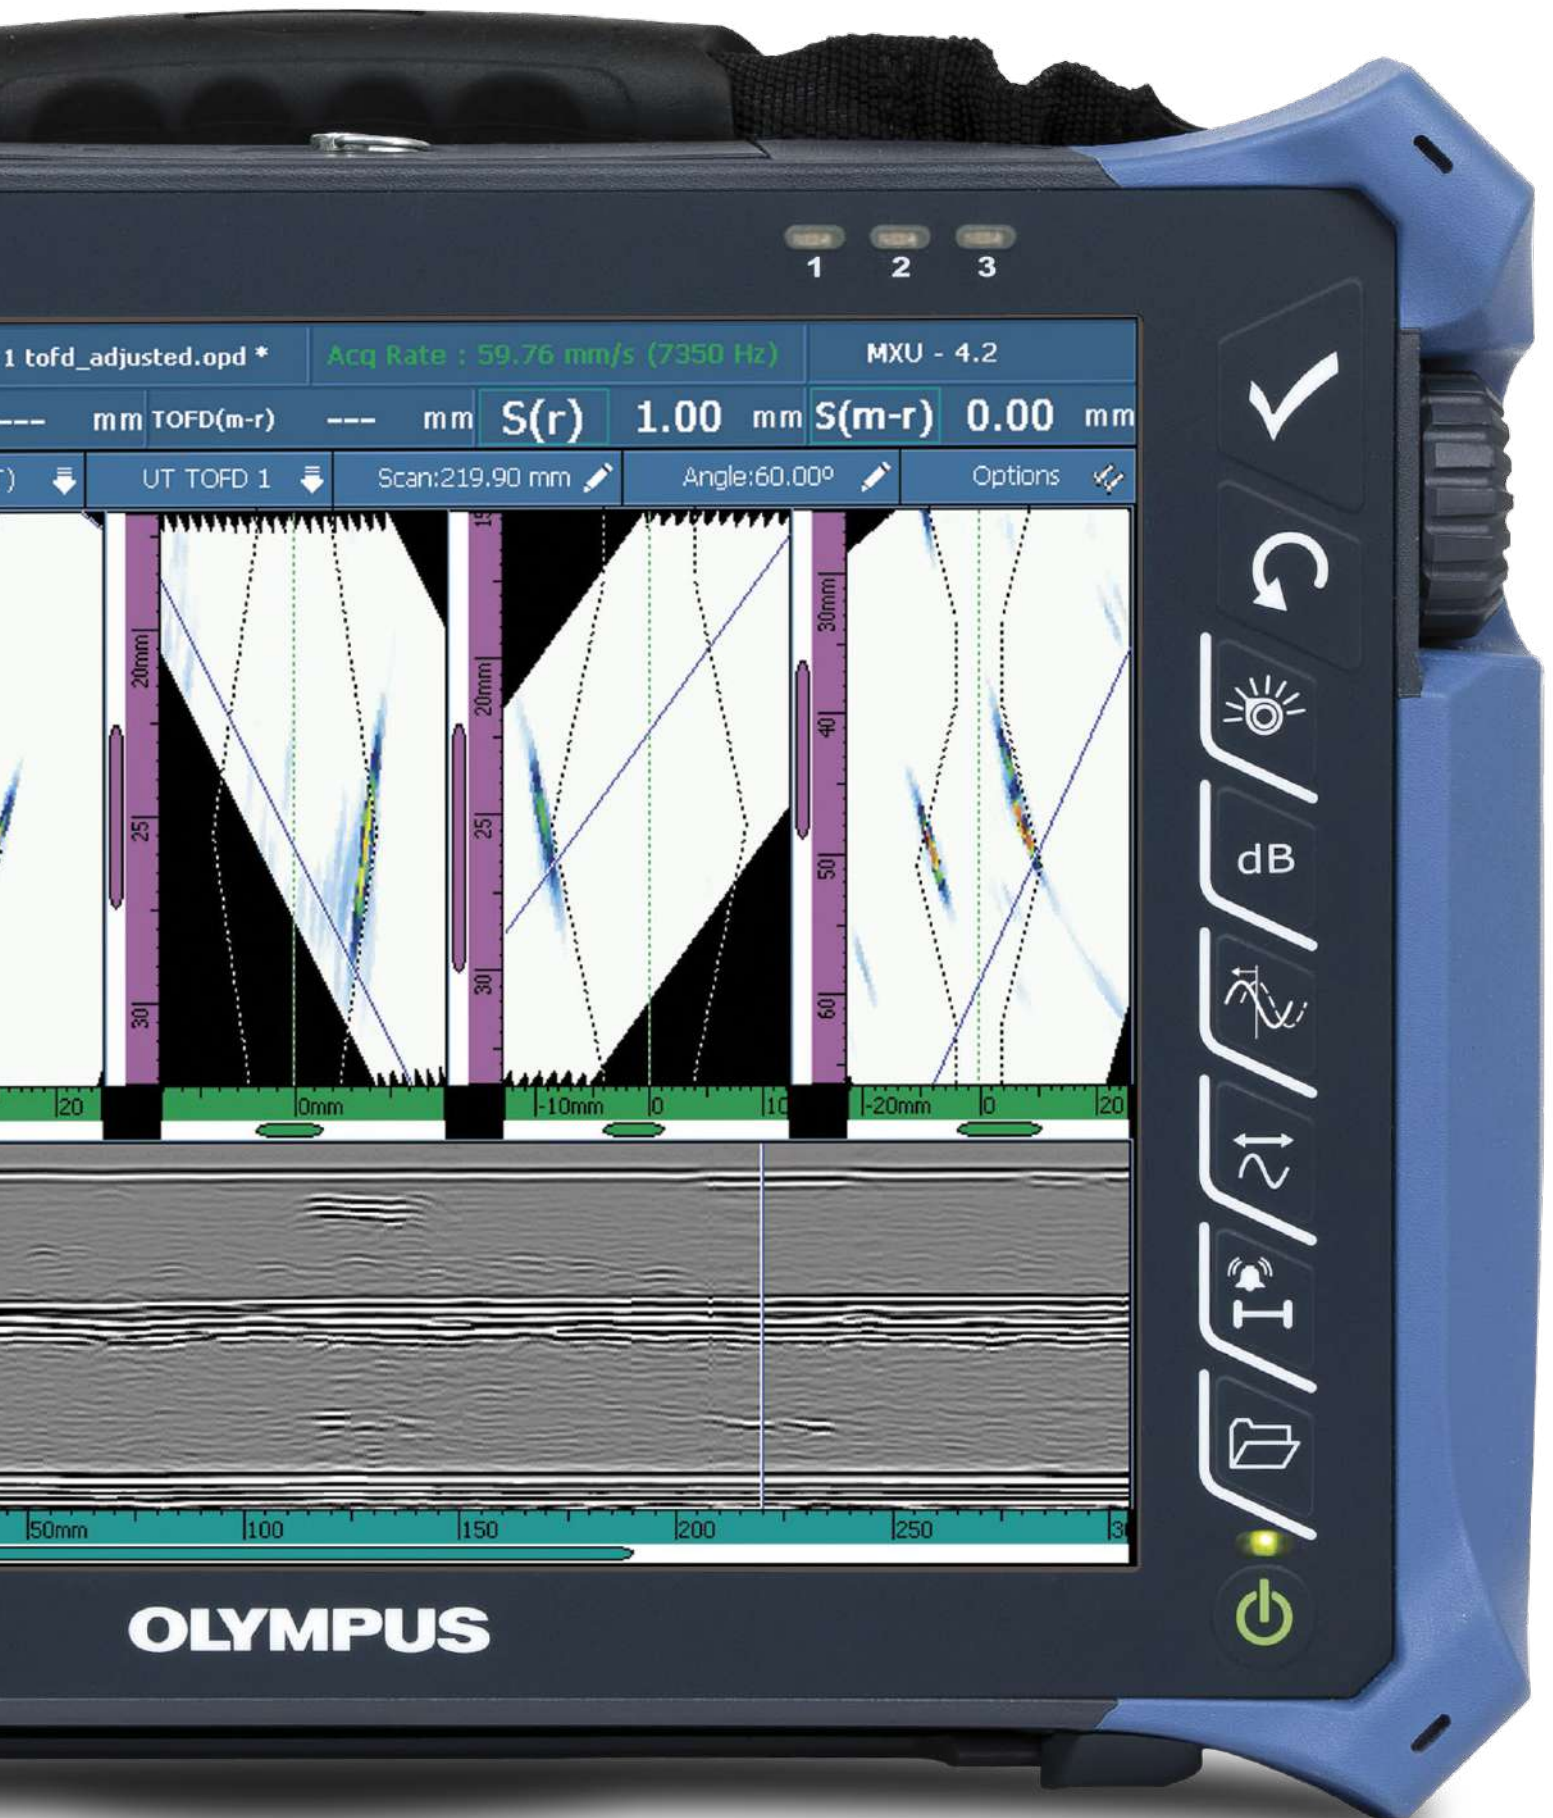 1 2 3
1 tofd_adjusted.opd * Acq Rate : 59.76 mm/s (7350 Hz) MXU - 4.2
--- mm TOFD(m-r) --- mm S(r) 1.00 mm S(m-r) 0.00 mm
) UT TOFD 1 Scan:219.90 mm Angle:60.00º Options
20mm 25 30
15 20mm 25 30
30mm 40 50 60
20 0mm -10mm 0 10 -20mm 0 20
50mm 100 150 200 250
dB
OLYMPUS